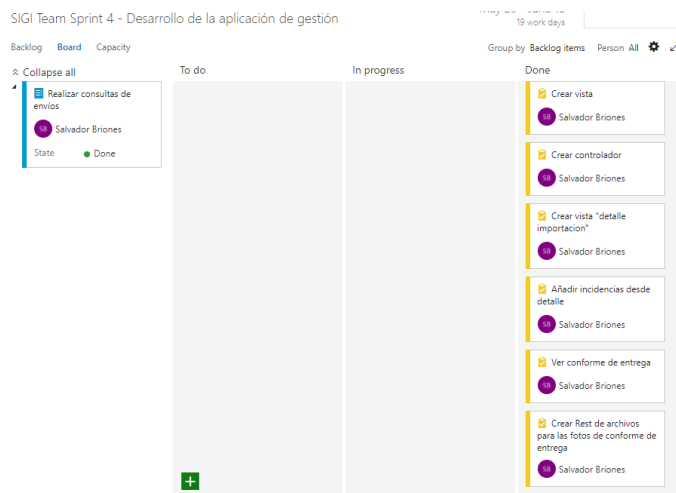 SIGI Team Sprint 4 - Desarrollo de la aplicación de gestión
19 work days
Backlog Board Capacity
Group by Backlog items Person All
Collapse all
To do
In progress
Done
Realizar consultas de
envíos
SB Salvador Briones
State Done
Crear vista
SB Salvador Briones
Crear controlador
SB Salvador Briones
Crear vista "detalle
importacion"
SB Salvador Briones
Añadir incidencias desde
detalle
SB Salvador Briones
Ver conforme de entrega
SB Salvador Briones
Crear Rest de archivos
para las fotos de conforme de
entrega
SB Salvador Briones